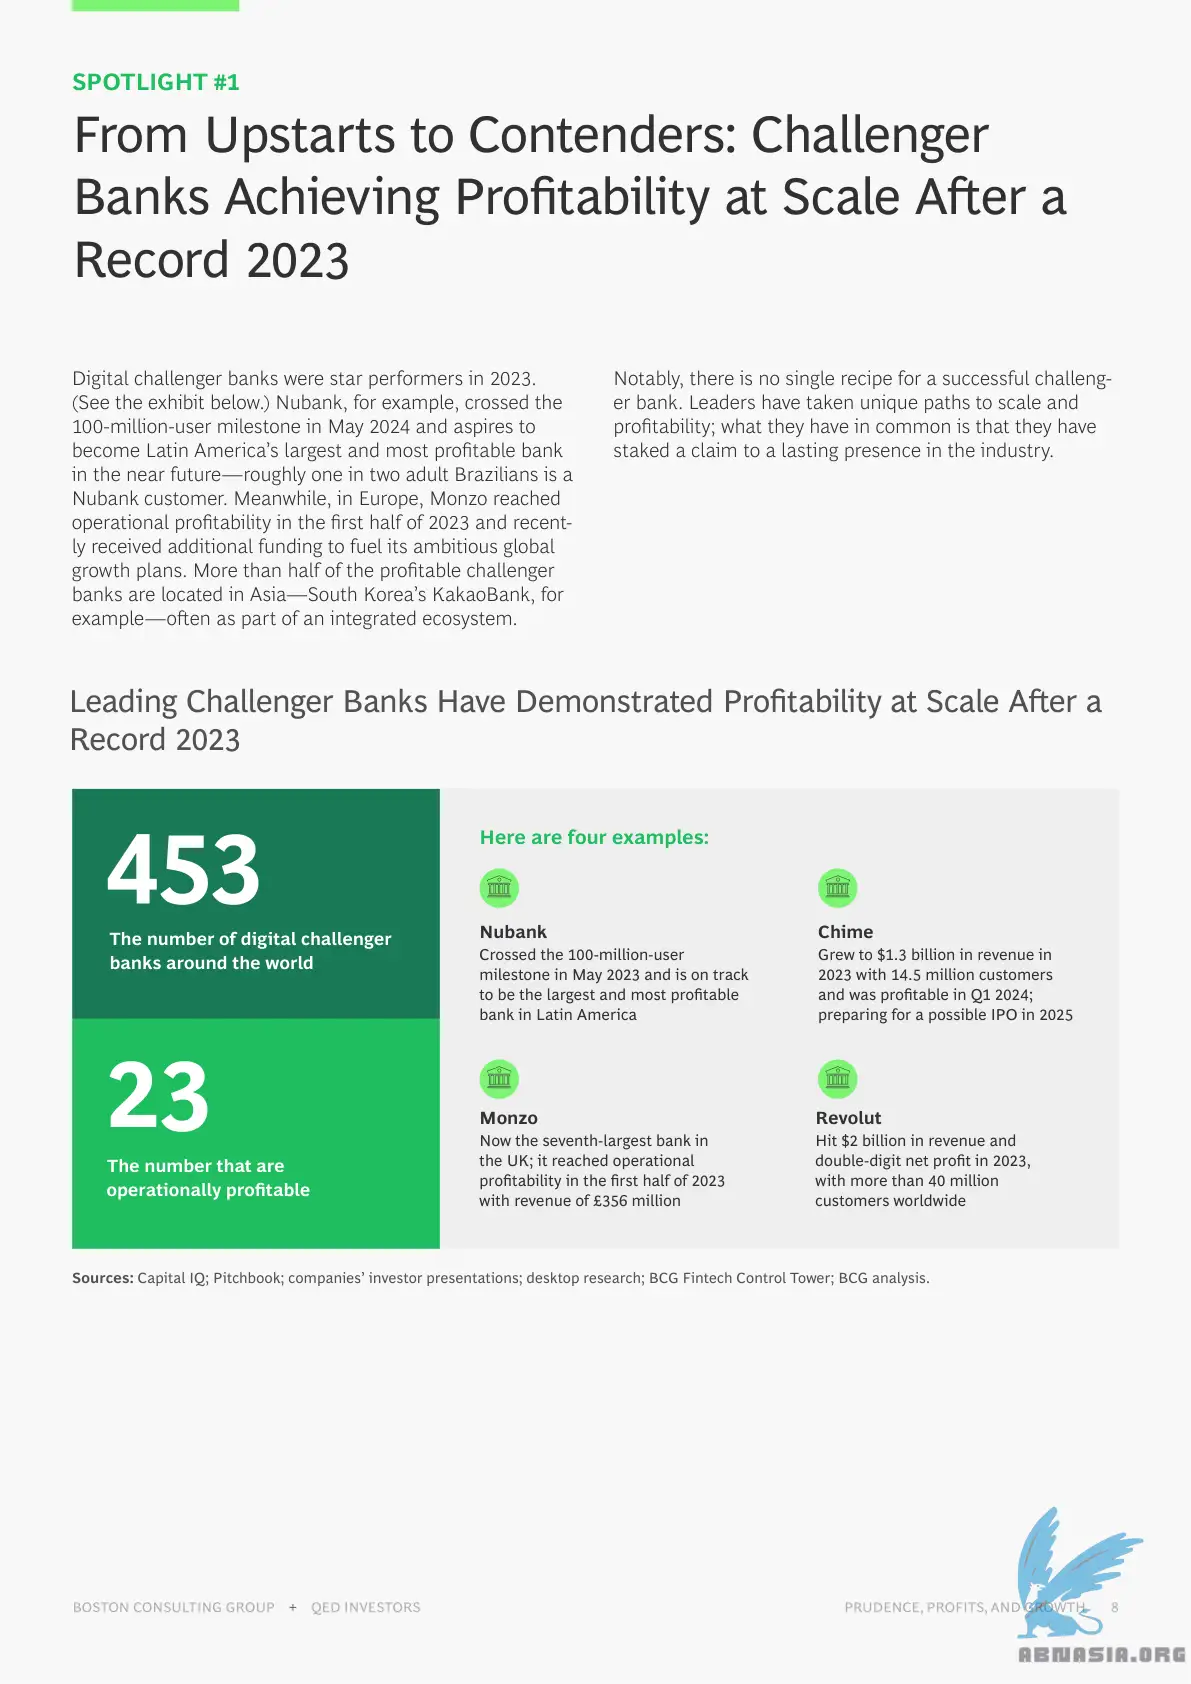 SPOTLIGHT #1
From Upstarts to Contenders: Challenger
Banks Achieving Profitability at Scale After a
Record 2023
Digital challenger banks were star performers in 2023.
(See the exhibit below.) Nubank, for example, crossed the
100-million-user milestone in May 2024 and aspires to
become Latin America's largest and most profitable bank
in the near future—roughly one in two adult Brazilians is a
Nubank customer. Meanwhile, in Europe, Monzo reached
operational profitability in the first half of 2023 and recent-
ly received additional funding to fuel its ambitious global
growth plans. More than half of the profitable challenger
banks are located in Asia—South Korea's KakaoBank, for
example—often as part of an integrated ecosystem.
Notably, there is no single recipe for a successful challeng-
er bank. Leaders have taken unique paths to scale and
profitability; what they have in common is that they have
staked a claim to a lasting presence in the industry.
Leading Challenger Banks Have Demonstrated Profitability at Scale After a
Record 2023
453
The number of digital challenger
banks around the world
23
The number that are
operationally profitable
Here are four examples:
Nubank
Crossed the 100-million-user
milestone in May 2023 and is on track
to be the largest and most profitable
bank in Latin America
Chime
Grew to $1.3 billion in revenue in
2023 with 14.5 million customers
and was profitable in Q1 2024;
preparing for a possible IPO in 2025
Monzo
Now the seventh-largest bank in
the UK; it reached operational
profitability in the first half of 2023
with revenue of £356 million
Revolut
Hit $2 billion in revenue and
double-digit net profit in 2023,
with more than 40 million
customers worldwide
Sources: Capital IQ; Pitchbook; companies' investor presentations; desktop research; BCG Fintech Control Tower; BCG analysis.
BOSTON CONSULTING GROUP + QED INVESTORS
PRUDENCE, PROFITS, AND GROWTH 8
ABNASIA.ORG